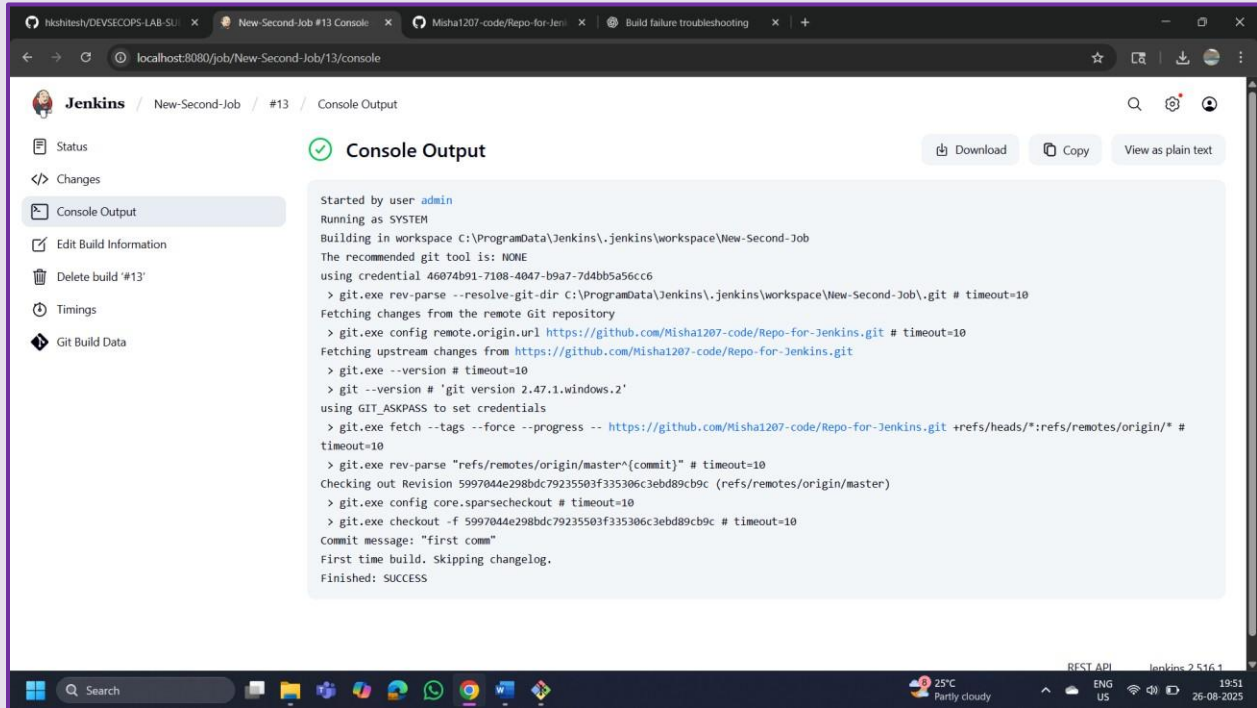 hkshitesh/DEVSECOPS-LAB-SU
New-Second-Job #13 Console
Misha1207-code/Repo-for-Jen
Build failure troubleshooting
localhost:8080/job/New-Second-Job/13/console
Jenkins / New-Second-Job / #13 / Console Output
Status
Changes
Console Output
Edit Build Information
Delete build '#13'
Timings
Git Build Data
Console Output
Download
Copy
View as plain text
Started by user admin
Running as SYSTEM
Building in workspace C:\ProgramData\Jenkins\.jenkins\workspace\New-Second-Job
The recommended git tool is: NONE
using credential 46074b91-7108-4047-b9a7-7d4bb5a56cc6
> git.exe rev-parse --resolve-git-dir C:\ProgramData\Jenkins\.jenkins\workspace\New-Second-Job\.git # timeout=10
Fetching changes from the remote Git repository
> git.exe config remote.origin.url https://github.com/Misha1207-code/Repo-for-Jenkins.git # timeout=10
Fetching upstream changes from https://github.com/Misha1207-code/Repo-for-Jenkins.git
> git.exe --version # timeout=10
> git --version # 'git version 2.47.1.windows.2'
using GIT_ASKPASS to set credentials
> git.exe fetch --tags --force --progress -- https://github.com/Misha1207-code/Repo-for-Jenkins.git +refs/heads/*:refs/remotes/origin/* #
timeout=10
> git.exe rev-parse "refs/remotes/origin/master^{commit}" # timeout=10
Checking out Revision 5997044e298bdc79235503f335306c3ebd89cb9c (refs/remotes/origin/master)
> git.exe config core.sparsecheckout # timeout=10
> git.exe checkout -f 5997044e298bdc79235503f335306c3ebd89cb9c # timeout=10
Commit message: "first comm"
First time build. Skipping changelog.
Finished: SUCCESS
REST API
Jenkins 2.516.1
Search
8
25°C
Partly cloudy
ENG
US
19:51
26-08-2025